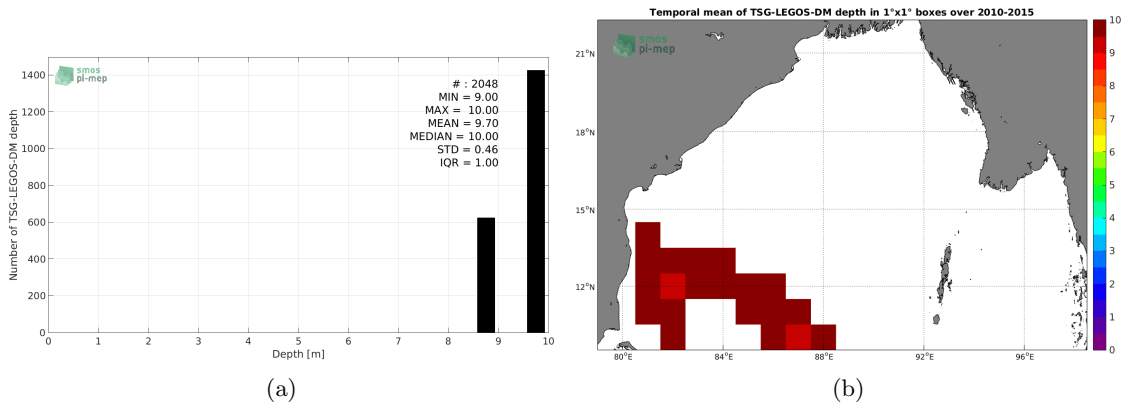 smos
pi-mep
# : 2048
MIN = 9.00
MAX = 10.00
MEAN = 9.70
MEDIAN = 10.00
STD = 0.46
IQR = 1.00
Number of TSG-LEGOS-DM depth
1400
1200
1000
800
600
400
200
0
0 1 2 3 4 5 6 7 8 9 10
Depth [m]
(a)
Temporal mean of TSG-LEGOS-DM depth in 1°x1° boxes over 2010-2015
smos
pi-mep
21°N
18°N
15°N
12°N
80°E 84°E 88°E 92°E 96°E
10
9
8
7
6
5
4
3
2
1
0
(b)